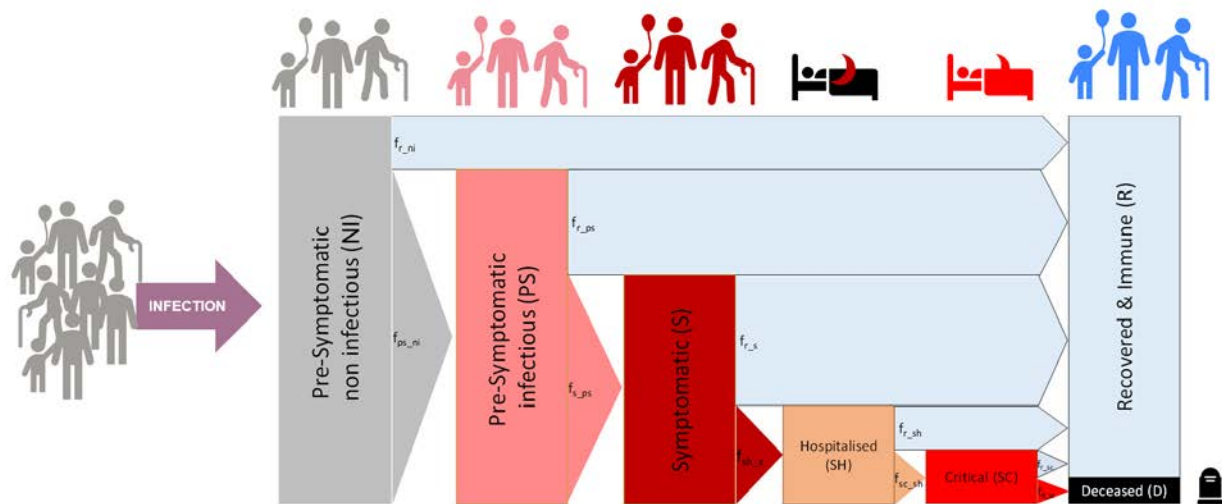 INFECTION
Pre-Symptomatic
non infectious (NI)
f_r_ni
f_ps_ni
Pre-Symptomatic
infectious (PS)
f_r_ps
f_s_ps
Symptomatic (S)
f_r_s
f_sh_s
Hospitalised
(SH)
f_r_sh
f_sc_sh
Critical (SC)
f_r_sc
Recovered & Immune (R)
Deceased (D)